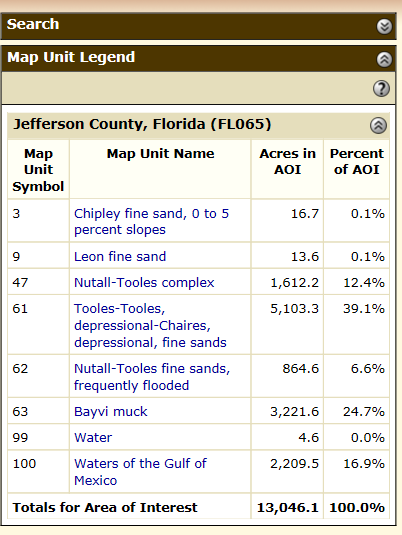 Search
Map Unit Legend
Jefferson County, Florida (FL065)
Map Unit Symbol Map Unit Name Acres in AOI Percent of AOI
3 Chipley fine sand, 0 to 5 percent slopes 16.7 0.1%
9 Leon fine sand 13.6 0.1%
47 Nutall-Tooles complex 1,612.2 12.4%
61 Tooles-Tooles, depressional-Chaires, depressional, fine sands 5,103.3 39.1%
62 Nutall-Tooles fine sands, frequently flooded 864.6 6.6%
63 Bayvi muck 3,221.6 24.7%
99 Water 4.6 0.0%
100 Waters of the Gulf of Mexico 2,209.5 16.9%
Totals for Area of Interest 13,046.1 100.0%